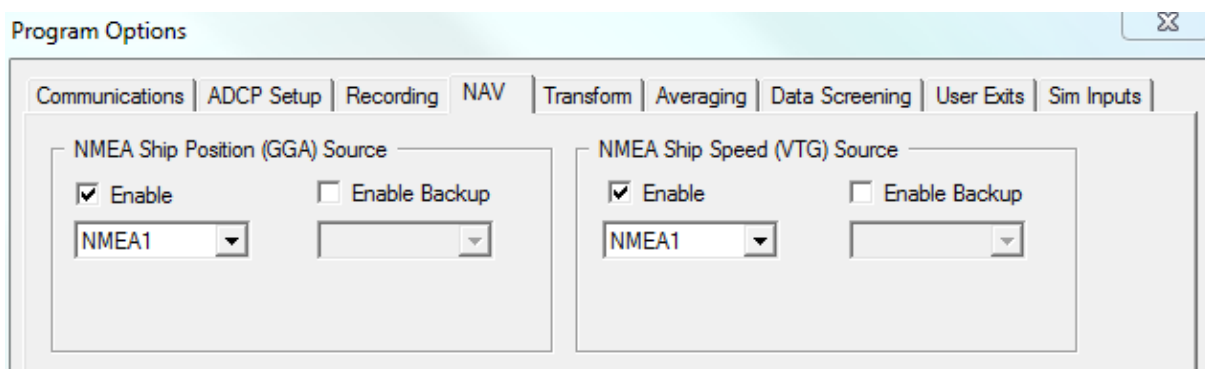 Program Options
Communications ADCP Setup Recording NAV Transform Averaging Data Screening User Exits Sim Inputs
NMEA Ship Position (GGA) Source NMEA Ship Speed (VTG) Source
Enable Enable Backup Enable Enable Backup
NMEA1 NMEA1